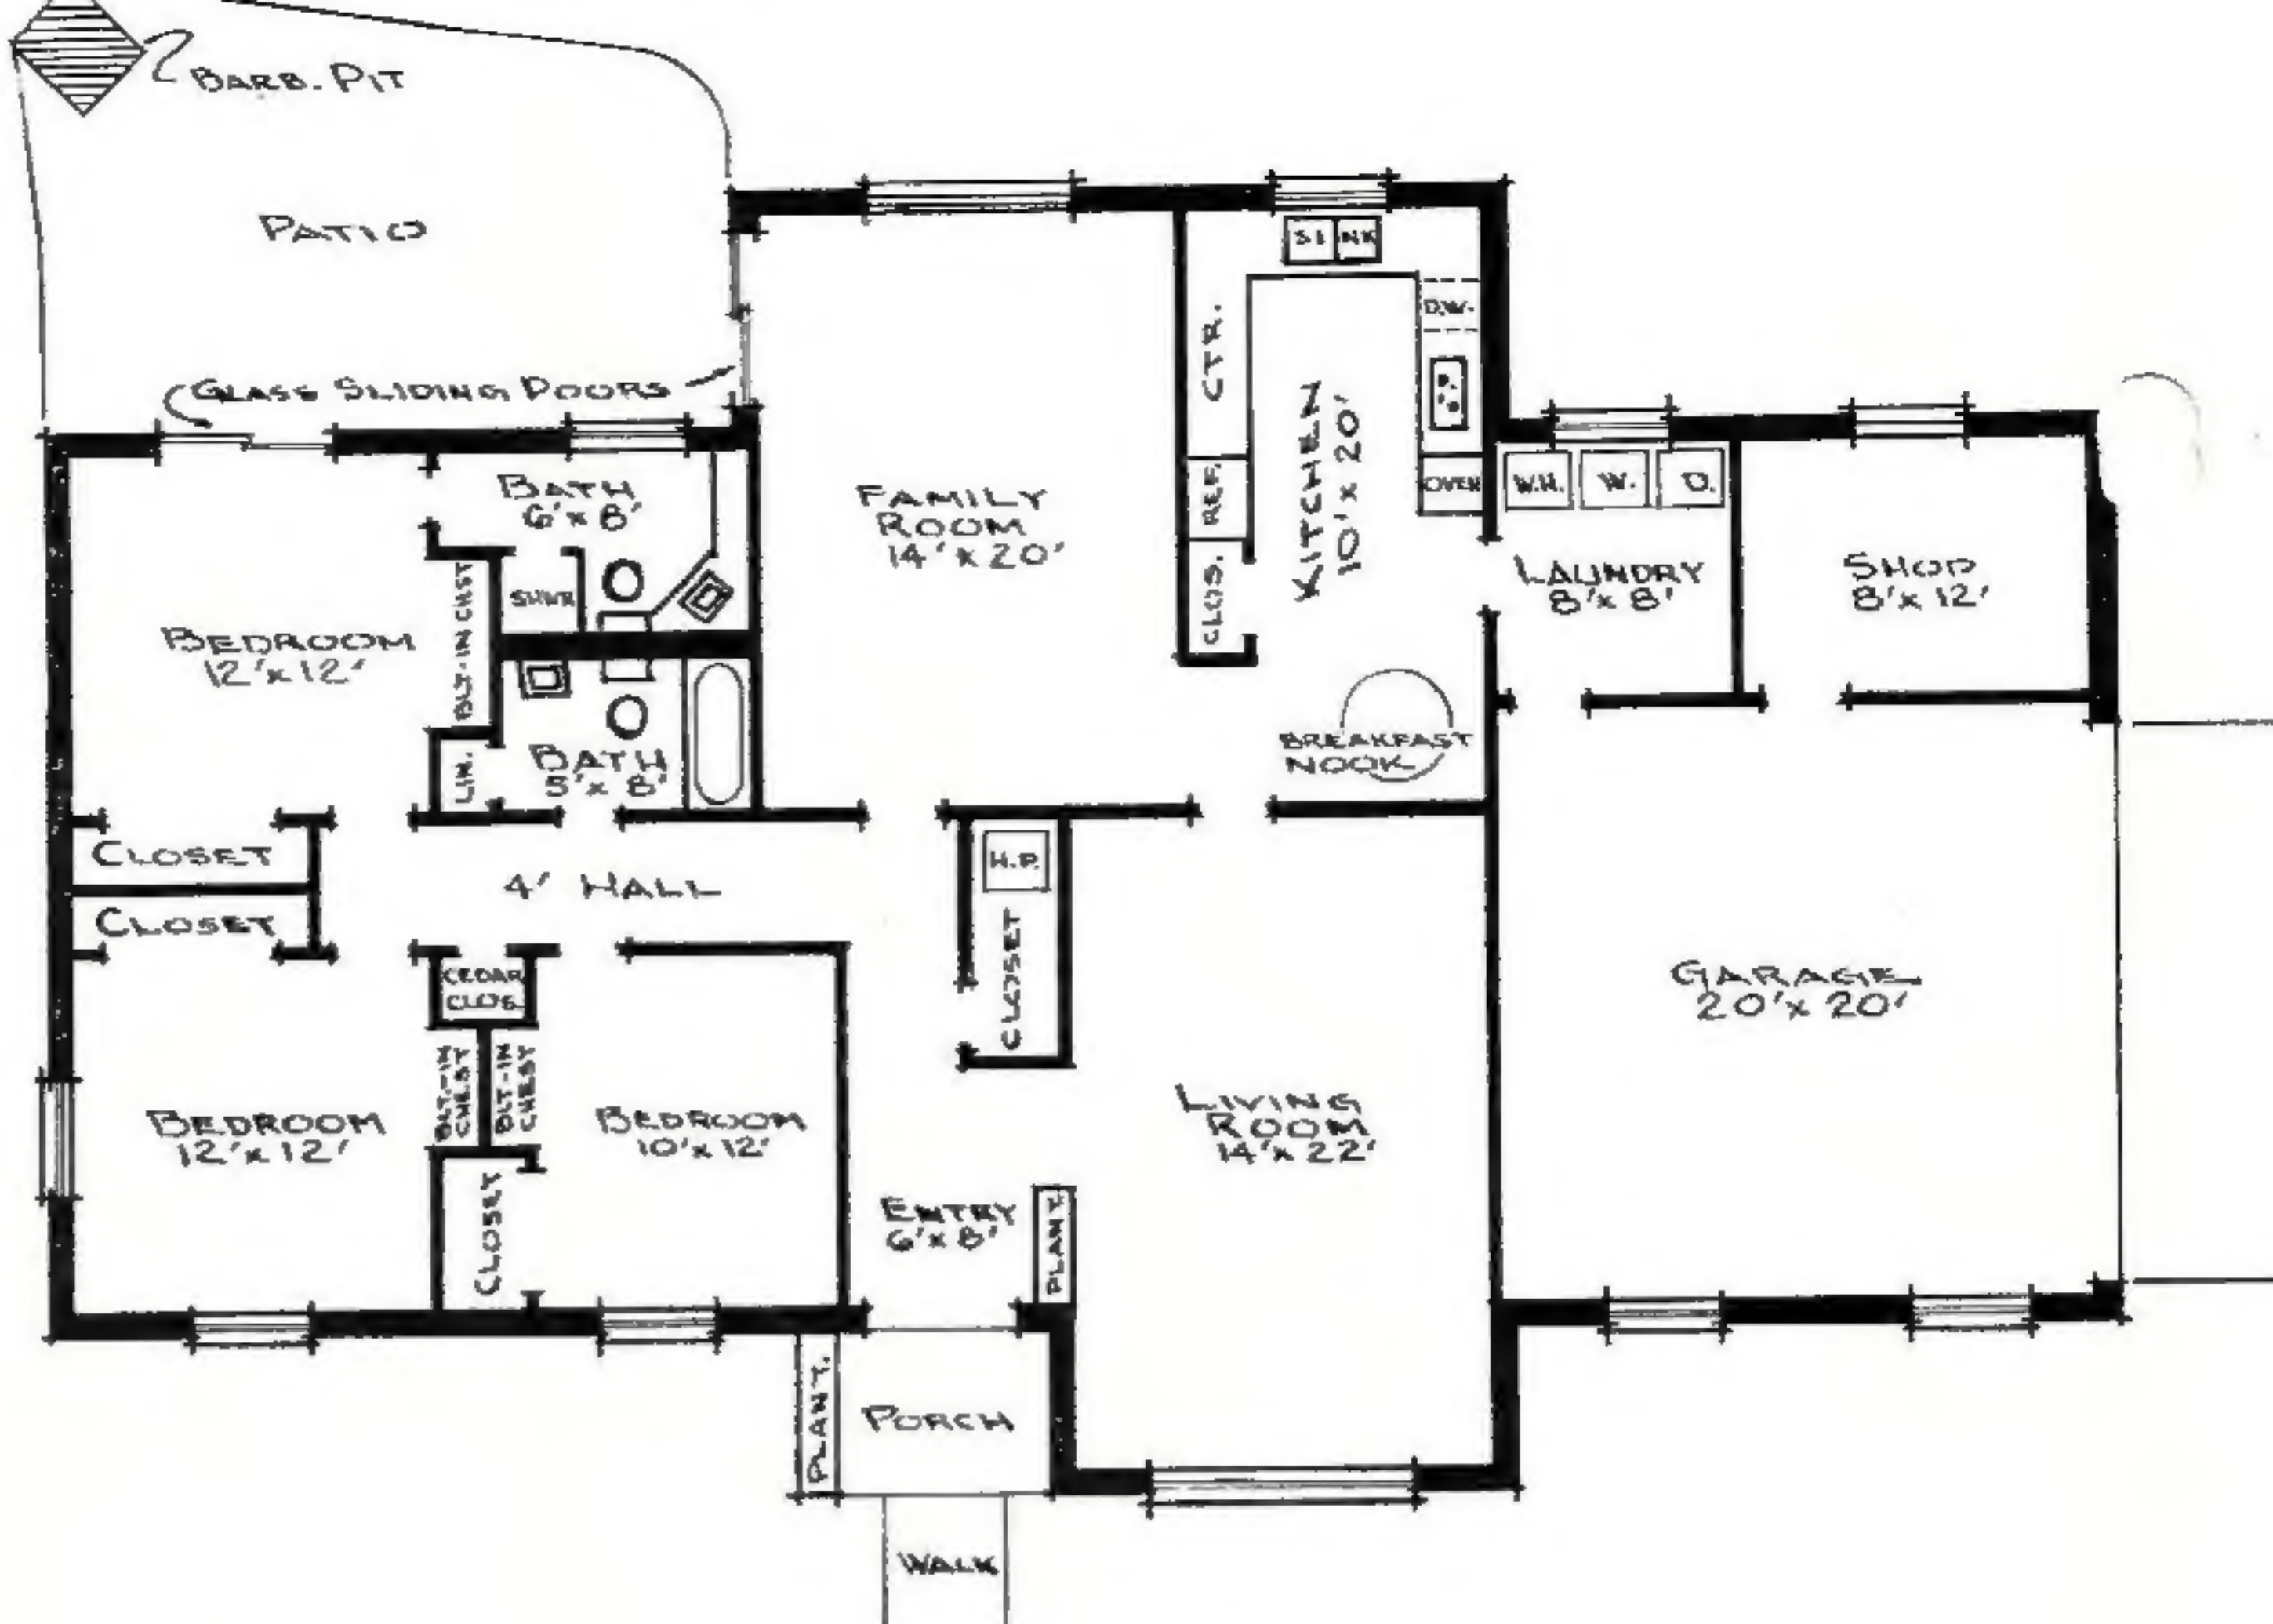 BARB. PIT
PATIO
GLASS SLIDING DOORS
SINK
D.W.
CTR.
KITCHEN
10' x 20'
REF.
OVEN
CLOS.
BATH
6' x 8'
SHWR
FAMILY
ROOM
14' x 20'
W.H.
W.
D.
LAUNDRY
8' x 8'
SHOP
8' x 12'
BEDROOM
12' x 12'
BLT-IN CHST
LIN.
BATH
5' x 8'
BREAKFAST
NOOK
CLOSET
CLOSET
4' HALL
H.P.
CLOSET
CEDAR
CLOS.
BLT-IN
CHEST
BLT-IN
CHEST
BEDROOM
12' x 12'
CLOSET
BEDROOM
10' x 12'
ENTRY
6' x 8'
PLANT.
LIVING
ROOM
14' x 22'
GARAGE
20' x 20'
PLANT.
PORCH
WALK